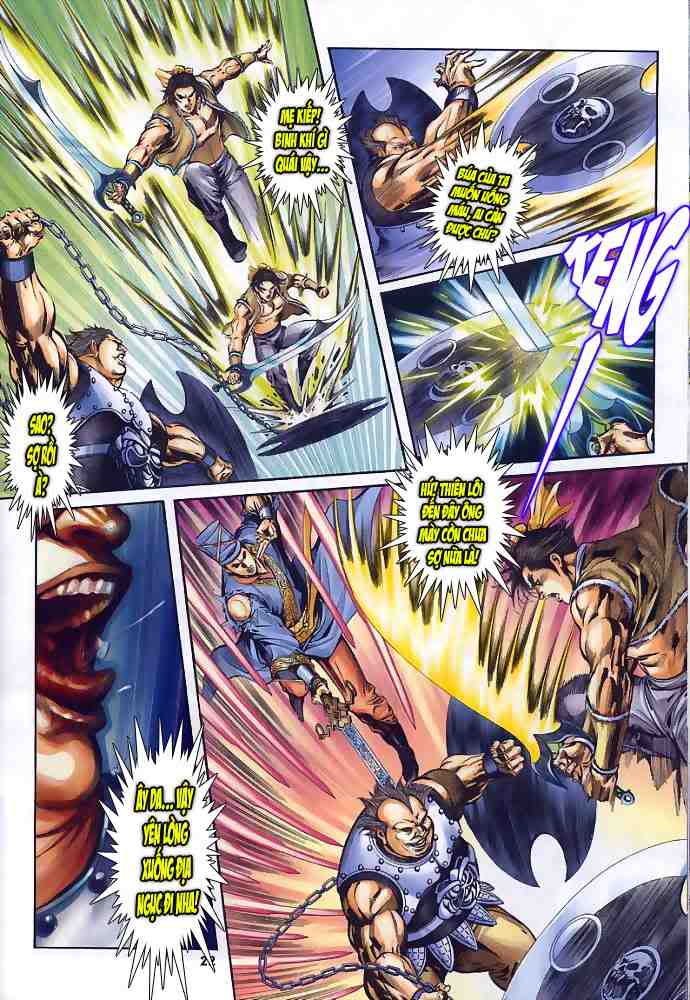 MẸ KIẾP!
BINH KHÍ GÌ
QUÁI VẬY...
BÚA CỦA TA
MUỐN UỐNG
MÁU, AI CẢN
ĐƯỢC CHỨ?
KENG
!
SAO?
SỢ RỒI
À?
HỪ! THIÊN LÔI
ĐẾN ĐÂY ÔNG
MÀY CÒN CHƯA
SỢ NỮA LÀ!
ÂY DA... VẬY
YÊN LÒNG
XUỐNG ĐỊA
NGỤC ĐI NHA!
22